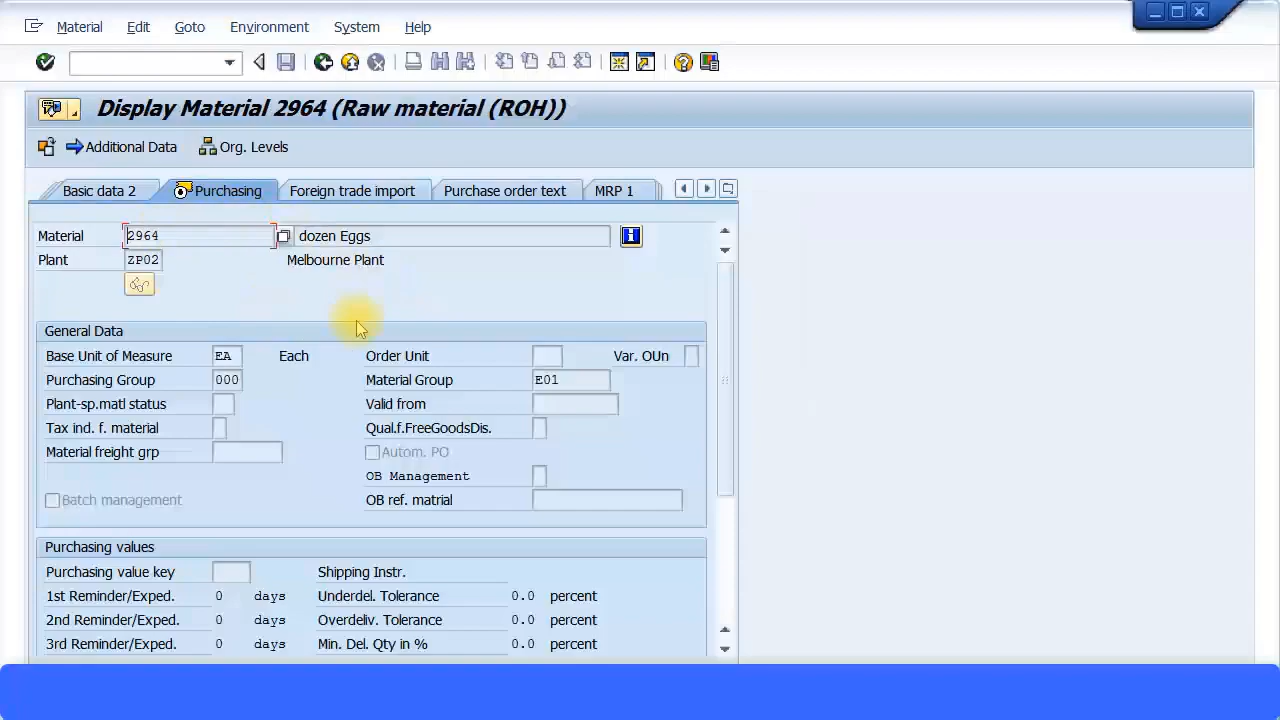 Material Edit Goto Environment System Help
Display Material 2964 (Raw material (ROH))
Additional Data Org. Levels
Basic data 2 Purchasing Foreign trade import Purchase order text MRP 1
Material 2964 dozen Eggs
Plant ZP02 Melbourne Plant
General Data
Base Unit of Measure EA Each Order Unit Var. OUn
Purchasing Group 000 Material Group E01
Plant-sp.matl status Valid from
Tax ind. f. material Qual.f.FreeGoodsDis.
Material freight grp Autom. PO
OB Management
Batch management OB ref. matrial
Purchasing values
Purchasing value key Shipping Instr.
1st Reminder/Exped. 0 days Underdel. Tolerance 0.0 percent
2nd Reminder/Exped. 0 days Overdeliv. Tolerance 0.0 percent
3rd Reminder/Exped. 0 days Min. Del. Qty in % 0.0 percent